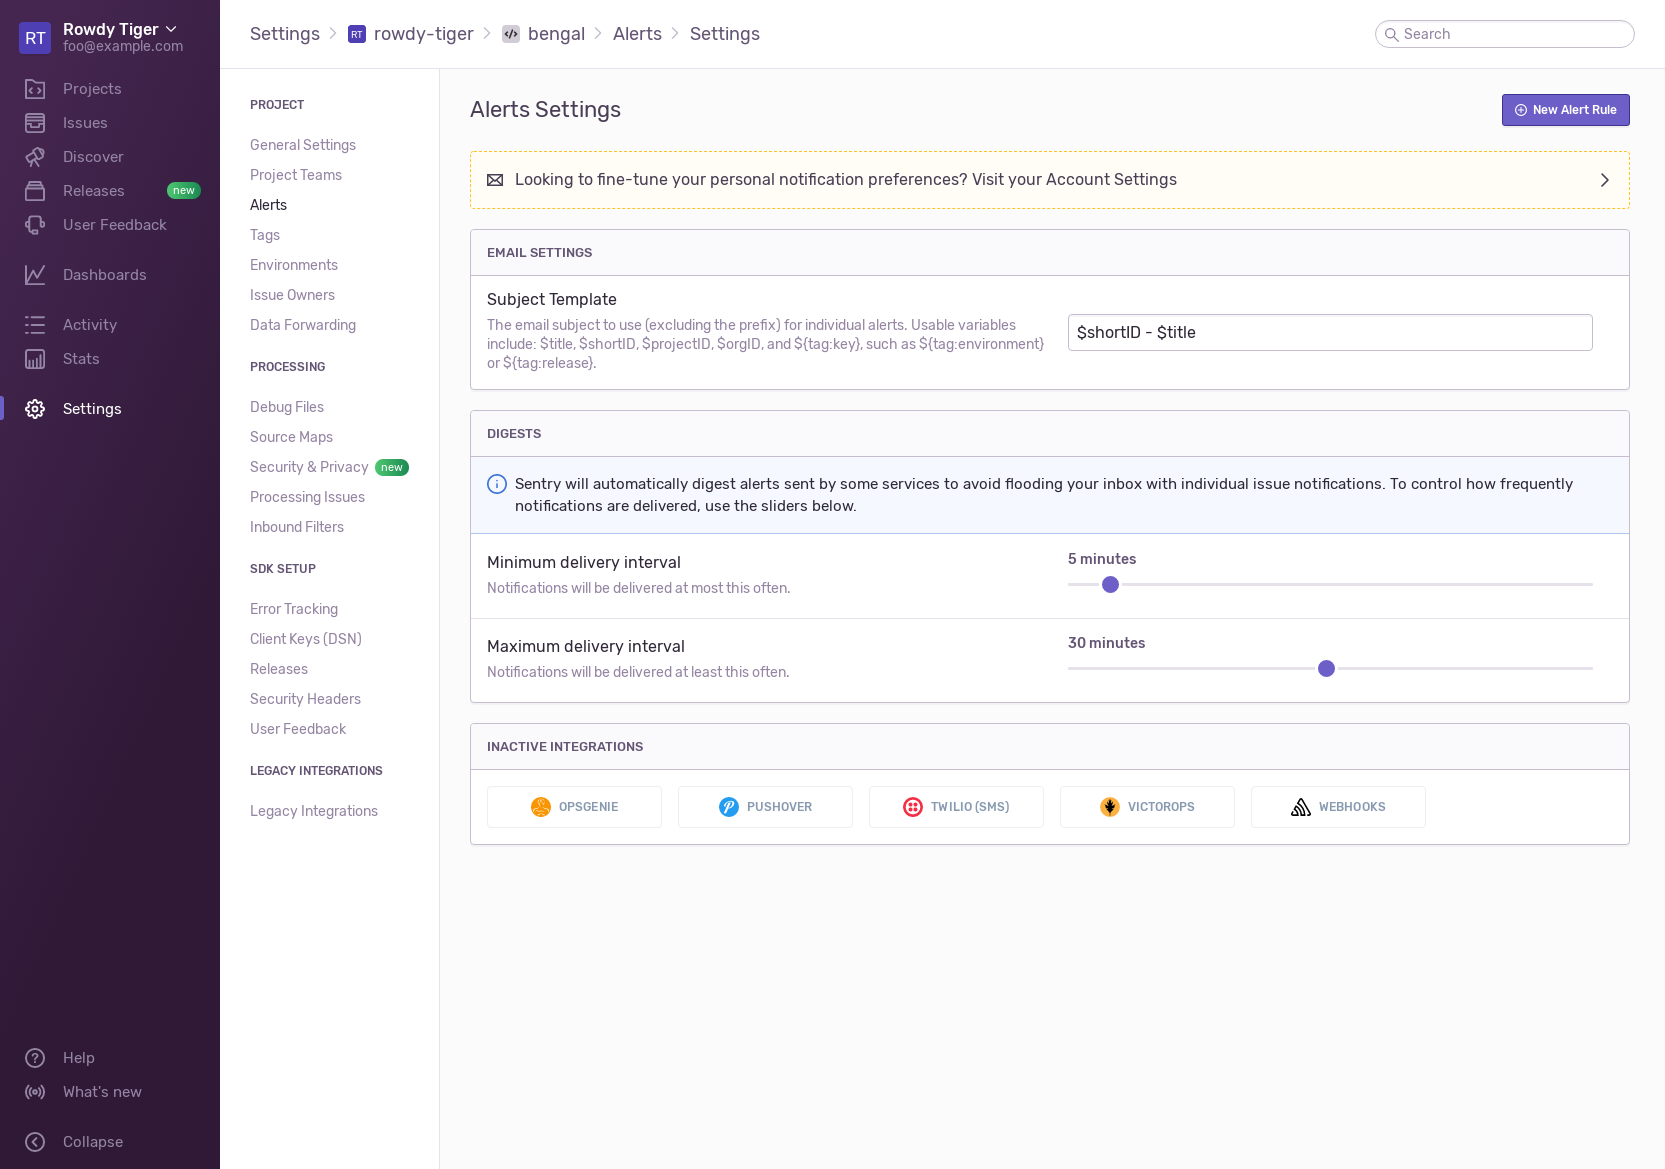 RT
Rowdy Tiger
foo@example.com
Projects
Issues
Discover
Releases
new
User Feedback
Dashboards
Activity
Stats
Settings
Help
What's new
Collapse
Settings
RT
rowdy-tiger
bengal
Alerts
Settings
Search
PROJECT
General Settings
Project Teams
Alerts
Tags
Environments
Issue Owners
Data Forwarding
PROCESSING
Debug Files
Source Maps
Security & Privacy
new
Processing Issues
Inbound Filters
SDK SETUP
Error Tracking
Client Keys (DSN)
Releases
Security Headers
User Feedback
LEGACY INTEGRATIONS
Legacy Integrations
Alerts Settings
New Alert Rule
Looking to fine-tune your personal notification preferences? Visit your Account Settings
EMAIL SETTINGS
Subject Template
The email subject to use (excluding the prefix) for individual alerts. Usable variables
include: $title, $shortID, $projectID, $orgID, and ${tag:key}, such as ${tag:environment}
or ${tag:release}.
$shortID - $title
DIGESTS
Sentry will automatically digest alerts sent by some services to avoid flooding your inbox with individual issue notifications. To control how frequently
notifications are delivered, use the sliders below.
Minimum delivery interval
Notifications will be delivered at most this often.
5 minutes
Maximum delivery interval
Notifications will be delivered at least this often.
30 minutes
INACTIVE INTEGRATIONS
OPSGENIE
PUSHOVER
TWILIO (SMS)
VICTOROPS
WEBHOOKS